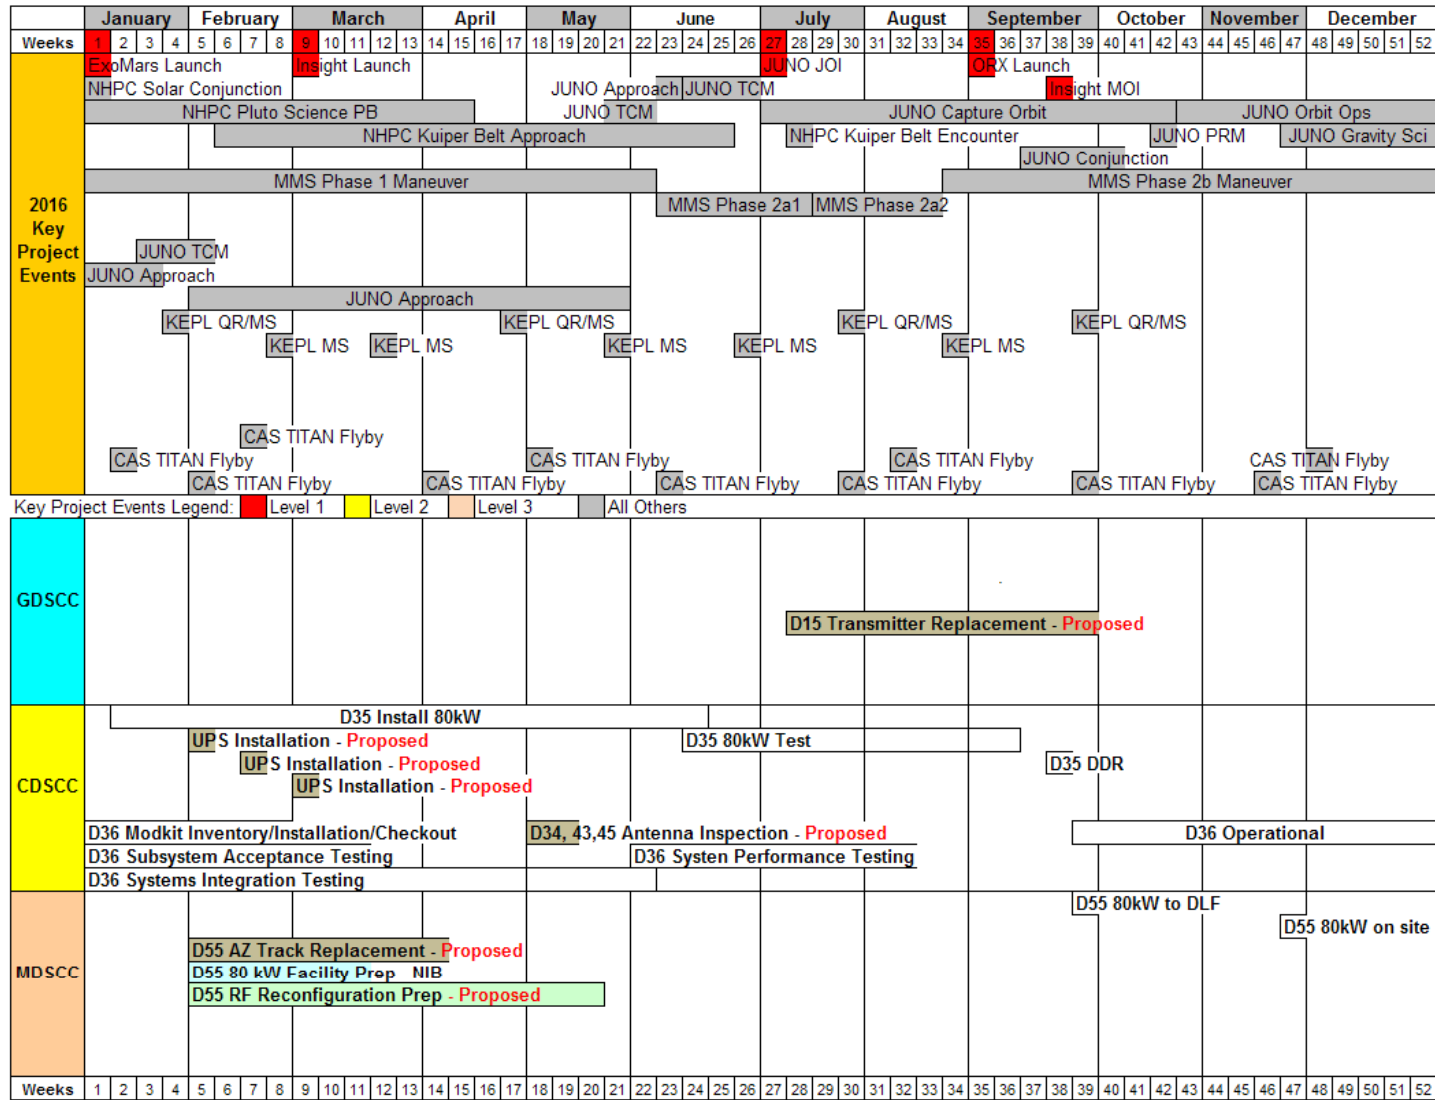 January February March April May June July August September October November December
Weeks 1 2 3 4 5 6 7 8 9 10 11 12 13 14 15 16 17 18 19 20 21 22 23 24 25 26 27 28 29 30 31 32 33 34 35 36 37 38 39 40 41 42 43 44 45 46 47 48 49 50 51 52
ExoMars Launch Insight Launch JUNO JOI ORX Launch
NHPC Solar Conjunction JUNO Approach JUNO TCM Insight MOI
NHPC Pluto Science PB JUNO TCM JUNO Capture Orbit JUNO Orbit Ops
NHPC Kuiper Belt Approach NHPC Kuiper Belt Encounter JUNO PRM JUNO Gravity Sci
JUNO Conjunction
MMS Phase 1 Maneuver MMS Phase 2b Maneuver
2016 Key Project Events
MMS Phase 2a1 MMS Phase 2a2
JUNO TCM
JUNO Approach
JUNO Approach
KEPL QR/MS KEPL QR/MS KEPL QR/MS KEPL QR/MS
KEPL MS KEPL MS KEPL MS KEPL MS KEPL MS
CAS TITAN Flyby
CAS TITAN Flyby CAS TITAN Flyby CAS TITAN Flyby CAS TITAN Flyby
CAS TITAN Flyby CAS TITAN Flyby CAS TITAN Flyby CAS TITAN Flyby CAS TITAN Flyby CAS TITAN Flyby
Key Project Events Legend: Level 1 Level 2 Level 3 All Others
GDSCC
D15 Transmitter Replacement - Proposed
D35 Install 80kW
UPS Installation - Proposed D35 80kW Test
UPS Installation - Proposed D35 DDR
CDSCC UPS Installation - Proposed
D36 Modkit Inventory/Installation/Checkout D34, 43,45 Antenna Inspection - Proposed D36 Operational
D36 Subsystem Acceptance Testing D36 Systen Performance Testing
D36 Systems Integration Testing
D55 80kW to DLF
D55 80kW on site
D55 AZ Track Replacement - Proposed
MDSCC D55 80 kW Facility Prep NIB
D55 RF Reconfiguration Prep - Proposed
Weeks 1 2 3 4 5 6 7 8 9 10 11 12 13 14 15 16 17 18 19 20 21 22 23 24 25 26 27 28 29 30 31 32 33 34 35 36 37 38 39 40 41 42 43 44 45 46 47 48 49 50 51 52